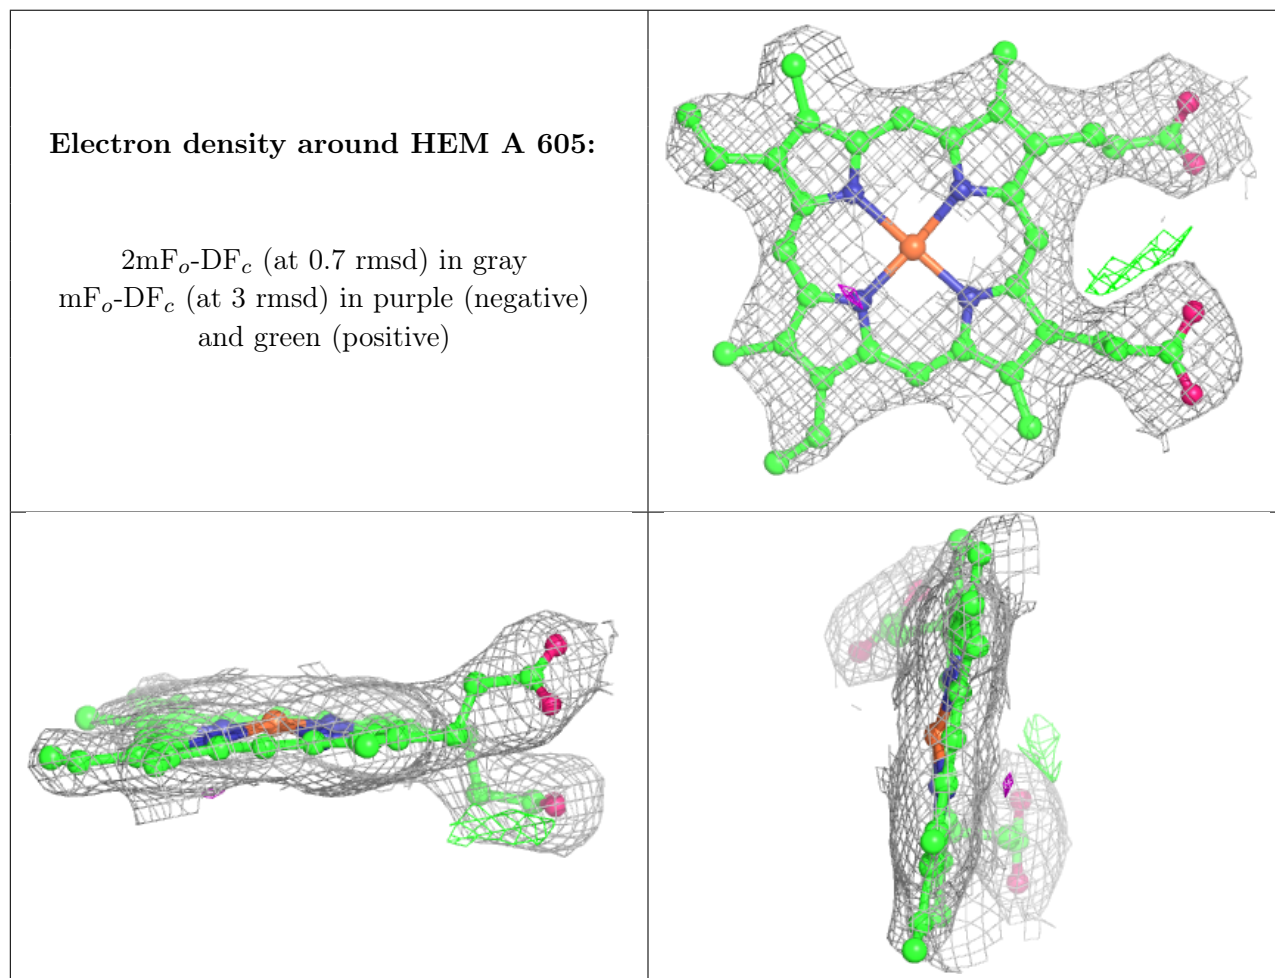 Electron density around HEM A 605:
2mFo-DFc (at 0.7 rmsd) in gray
mFo-DFc (at 3 rmsd) in purple (negative)
and green (positive)